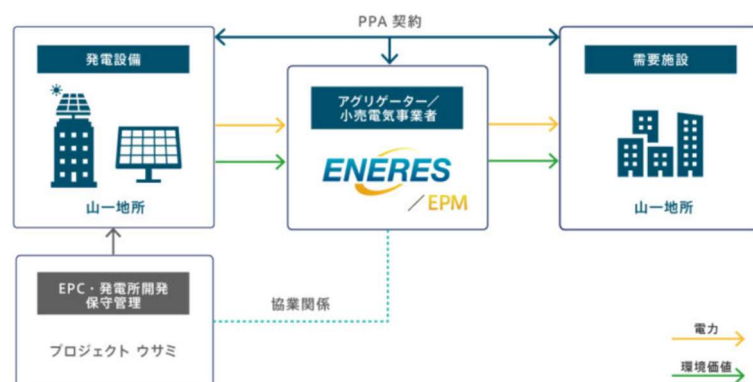 PPA 契約
発電設備
山一地所
アグリゲーター／
小売電気事業者
ENERES
／EPM
需要施設
山一地所
EPC・発電所開発
保守管理
プロジェクト ウサミ
協業関係
電力
環境価値